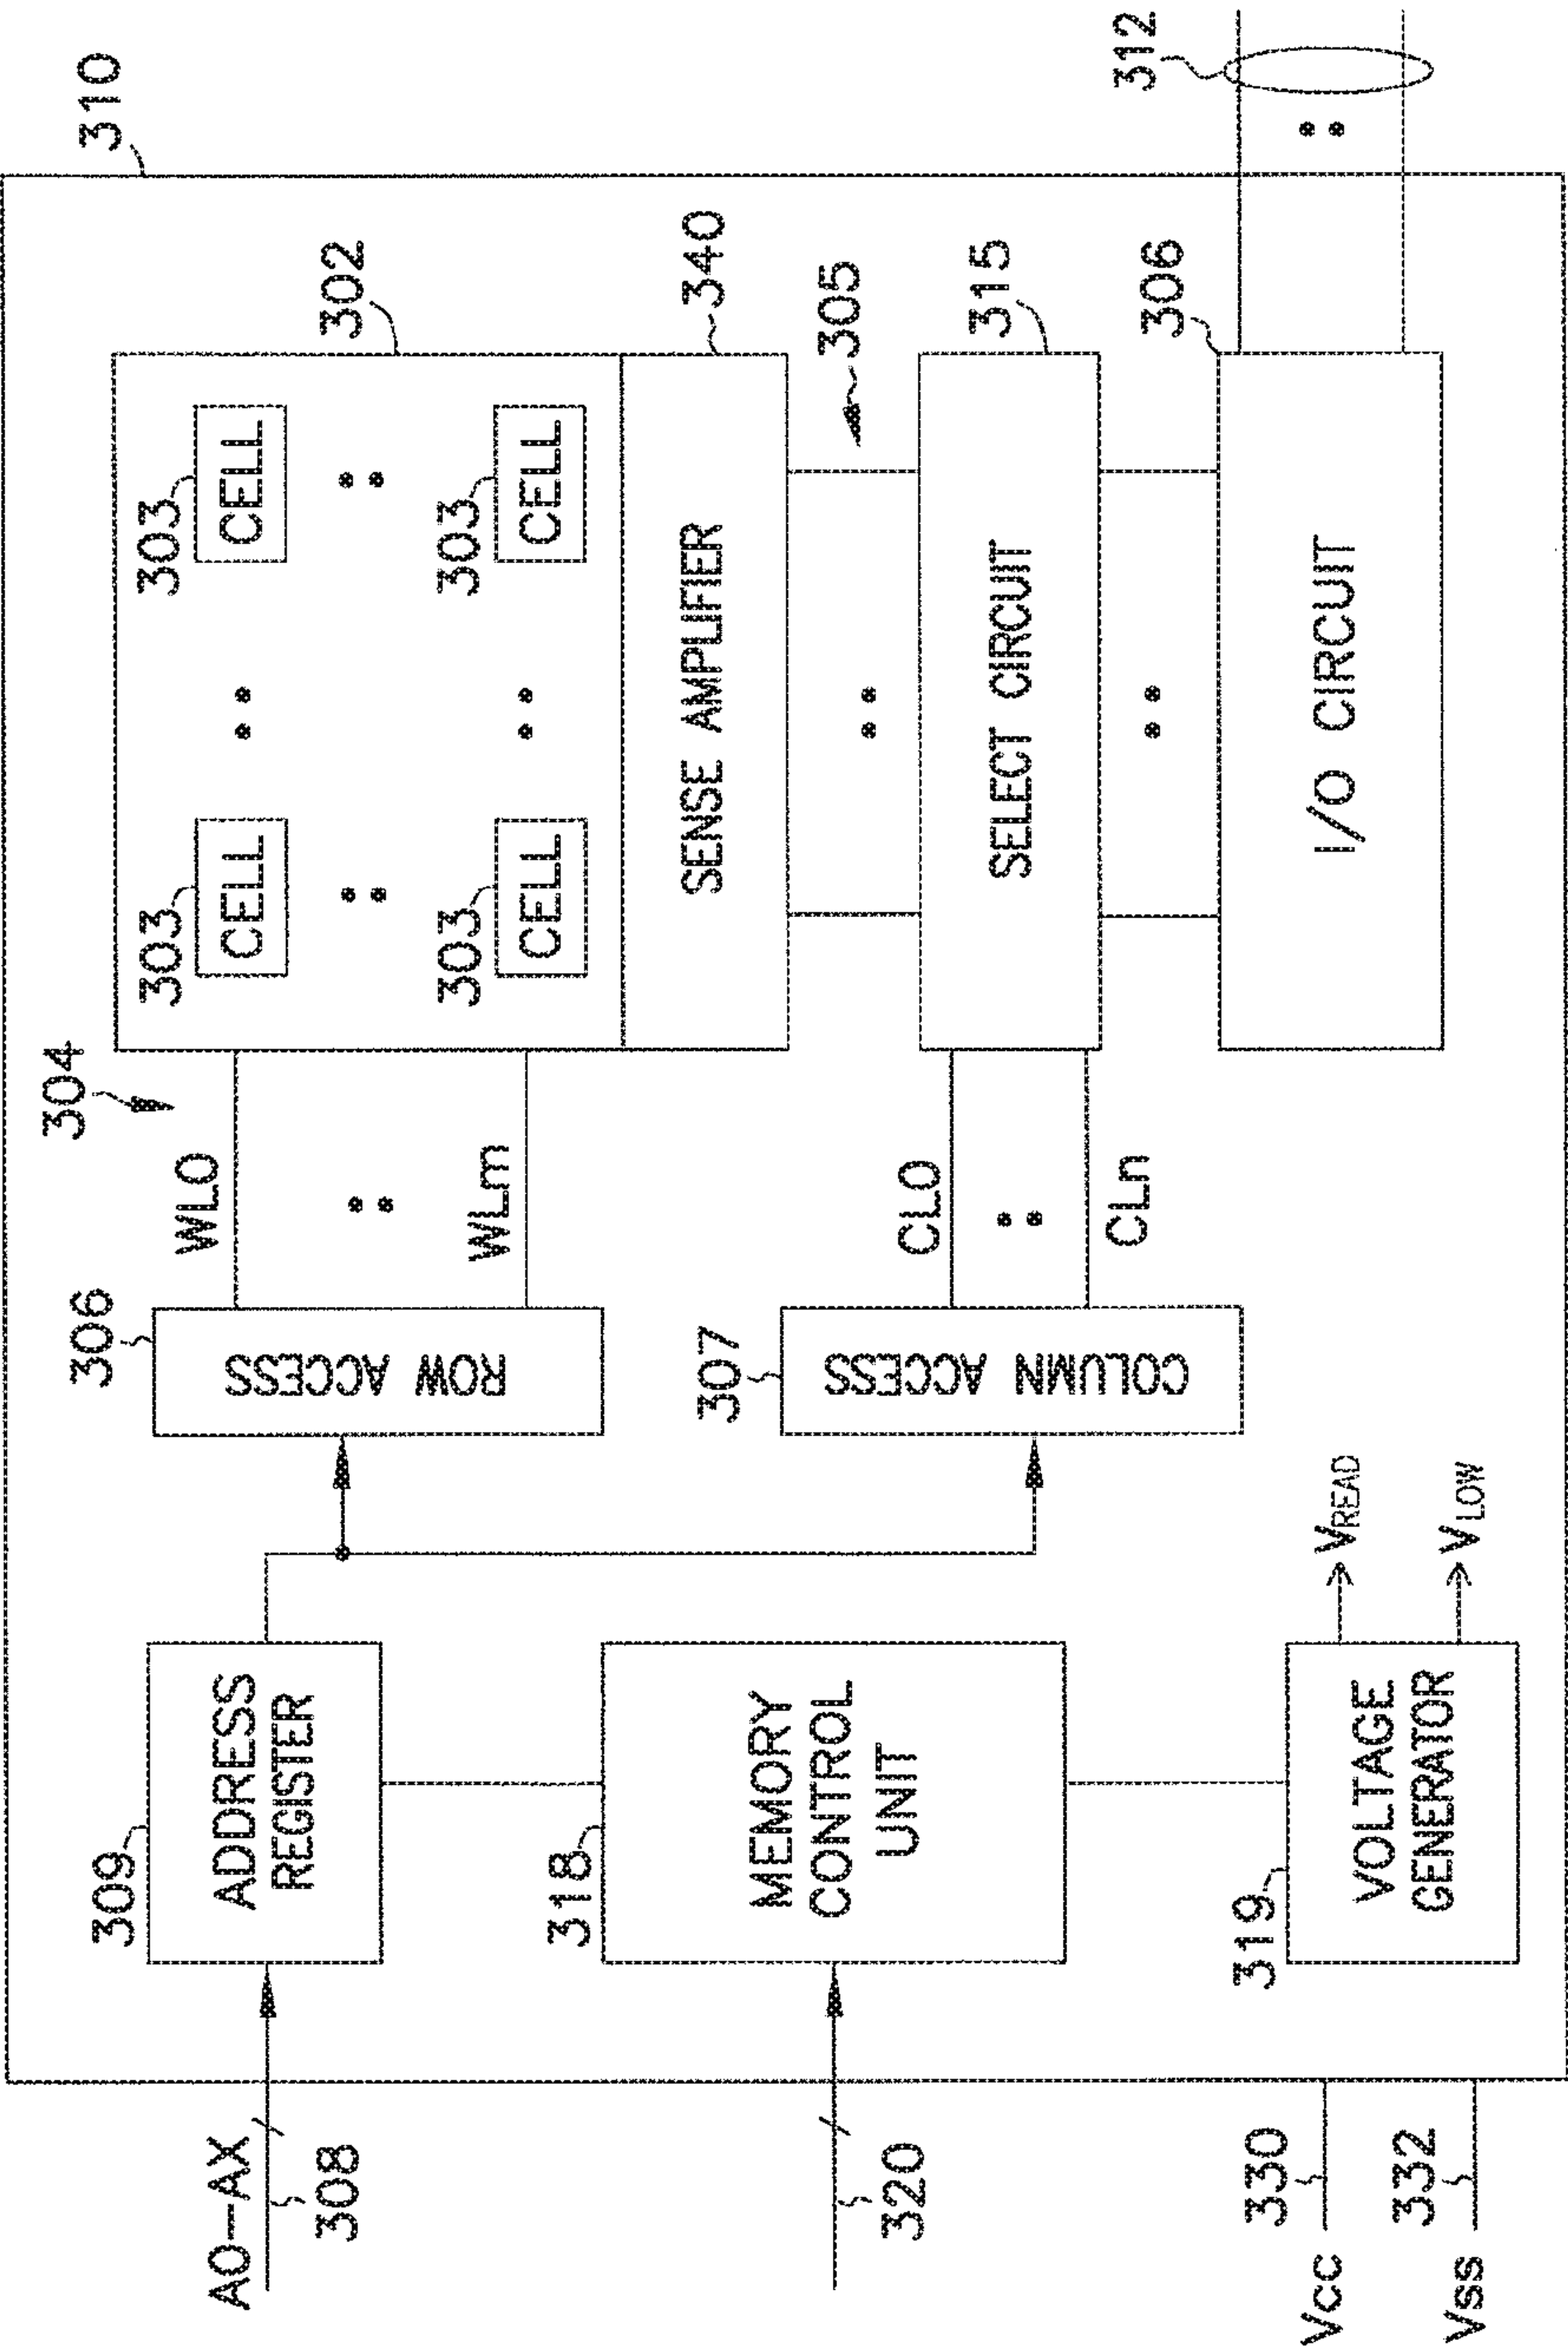 310
304
302
309
306
303
303
A0-AX
308
ADDRESS
REGISTER
ROW ACCESS
WL0
WLm
CELL
CELL
303
303
CELL
CELL
340
SENSE AMPLIFIER
305
318
307
320
MEMORY
CONTROL
UNIT
COLUMN ACCESS
CL0
CLn
SELECT CIRCUIT
315
306
312
319
Vcc
330
VOLTAGE
GENERATOR
VREAD
I/O CIRCUIT
Vss
332
VLOW